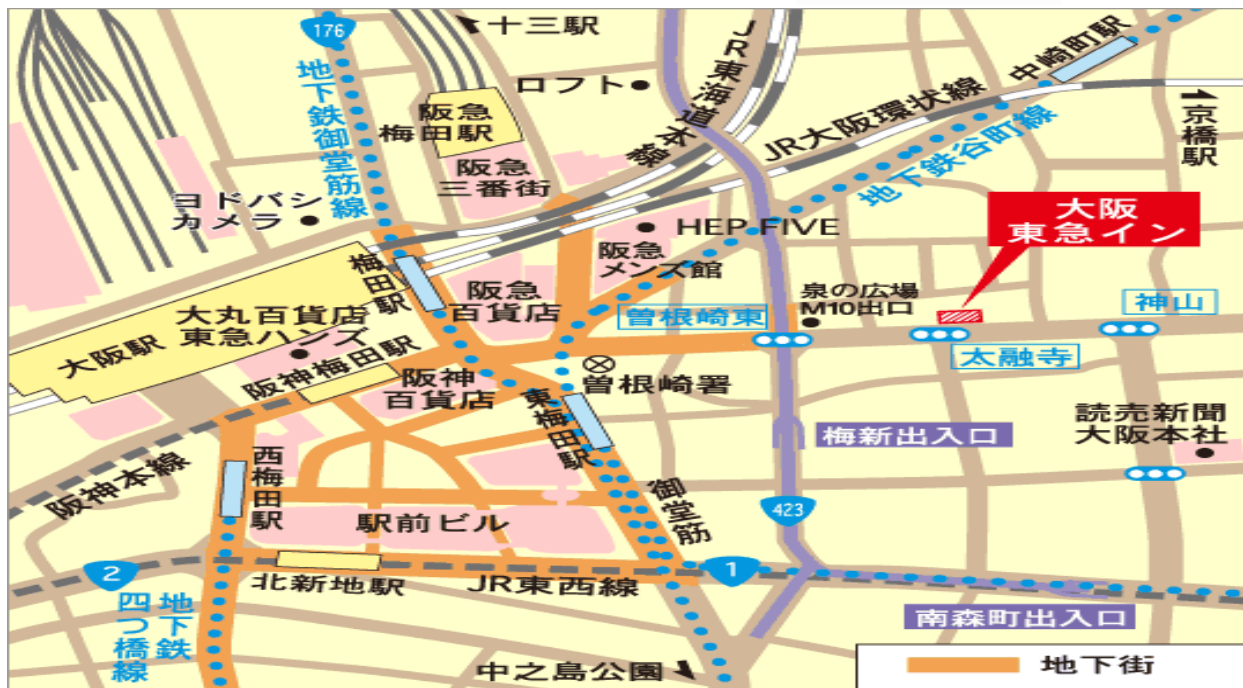 176
十三駅
JR東海道本線
中崎町駅
地下鉄御堂筋線
ロフト
阪急
梅田駅
JR大阪環状線
京橋駅
阪急
三番街
地下鉄谷町線
ヨドバシ
カメラ
HEP FIVE
大阪
東急イン
梅田駅
阪急
メンズ館
阪急
百貨店
泉の広場
M10出口
大丸百貨店
東急ハンズ
曽根崎東
神山
大阪駅
阪神梅田駅
太融寺
阪神
百貨店
曽根崎署
東梅田駅
読売新聞
大阪本社
梅新出入口
阪神本線
西梅田駅
御堂筋
423
駅前ビル
2
北新地駅
JR東西線
1
地下鉄
四つ橋線
南森町出入口
中之島公園
地下街